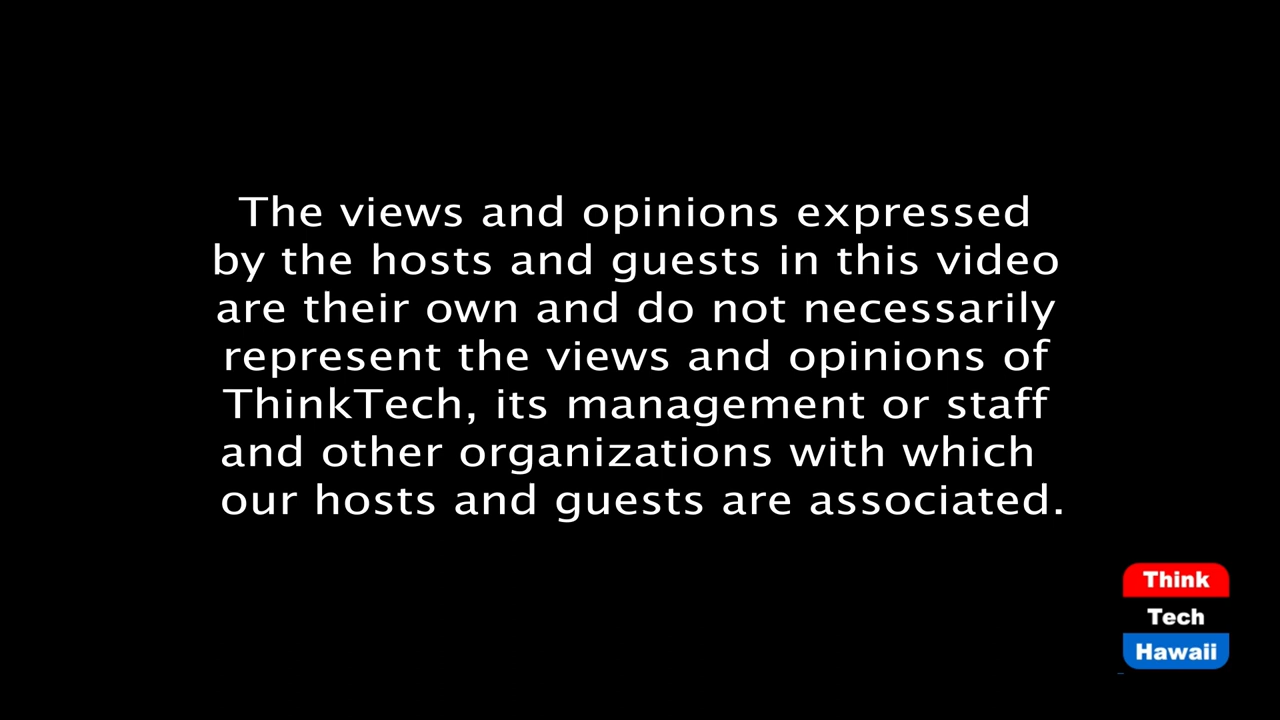 The views and opinions expressed
by the hosts and guests in this video
are their own and do not necessarily
represent the views and opinions of
ThinkTech, its management or staff
and other organizations with which
our hosts and guests are associated.
Think
Tech
Hawaii